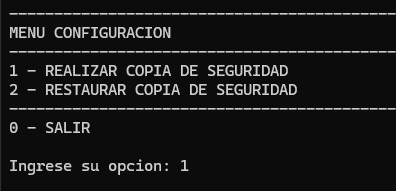 ----------------------------------------
MENU CONFIGURACION
----------------------------------------
1 - REALIZAR COPIA DE SEGURIDAD
2 - RESTAURAR COPIA DE SEGURIDAD
----------------------------------------
0 - SALIR
Ingrese su opcion: 1